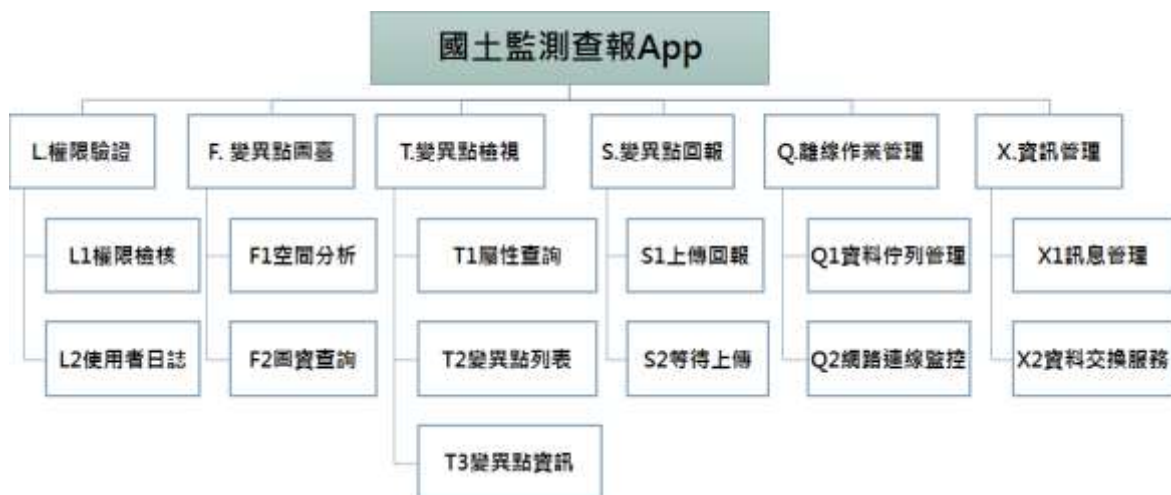 國土監測查報App
L.權限驗證
F. 變異點圖臺
T.變異點檢視
S.變異點回報
Q.離線作業管理
X.資訊管理
L1權限檢核
F1空間分析
T1屬性查詢
S1上傳回報
Q1資料佇列管理
X1訊息管理
L2使用者日誌
F2圖資查詢
T2變異點列表
S2等待上傳
Q2網路連線監控
X2資料交換服務
T3變異點資訊